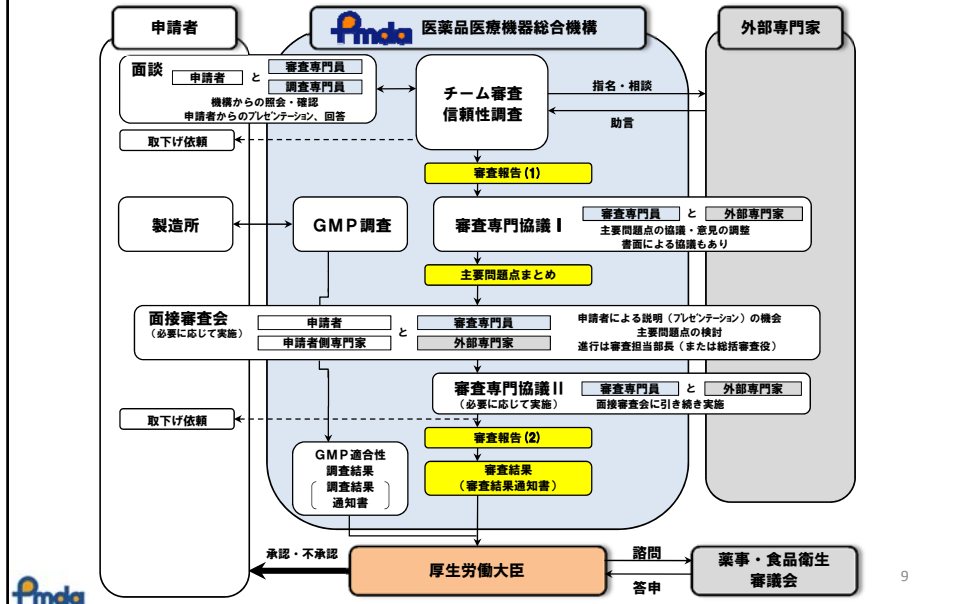 申請者
Pmda 医薬品医療機器総合機構
外部専門家
面談
申請者 と 審査専門員
調査専門員
機構からの照会・確認
申請者からのプレゼンテーション、回答
チーム審査
信頼性調査
指名・相談
助言
取下げ依頼
審査報告(1)
製造所
GMP調査
審査専門協議Ⅰ
審査専門員 と 外部専門家
主要問題点の協議・意見の調整
書面による協議もあり
主要問題点まとめ
面接審査会
(必要に応じて実施)
申請者
申請者側専門家
と
審査専門員
外部専門家
申請者による説明(プレゼンテーション)の機会
主要問題点の検討
進行は審査担当部長(または総括審査役)
審査専門協議Ⅱ
(必要に応じて実施)
審査専門員 と 外部専門家
面接審査会に引き続き実施
取下げ依頼
審査報告(2)
GMP適合性
調査結果
調査結果
通知書
審査結果
(審査結果通知書)
承認・不承認
厚生労働大臣
諮問
答申
薬事・食品衛生
審議会
Pmda
9